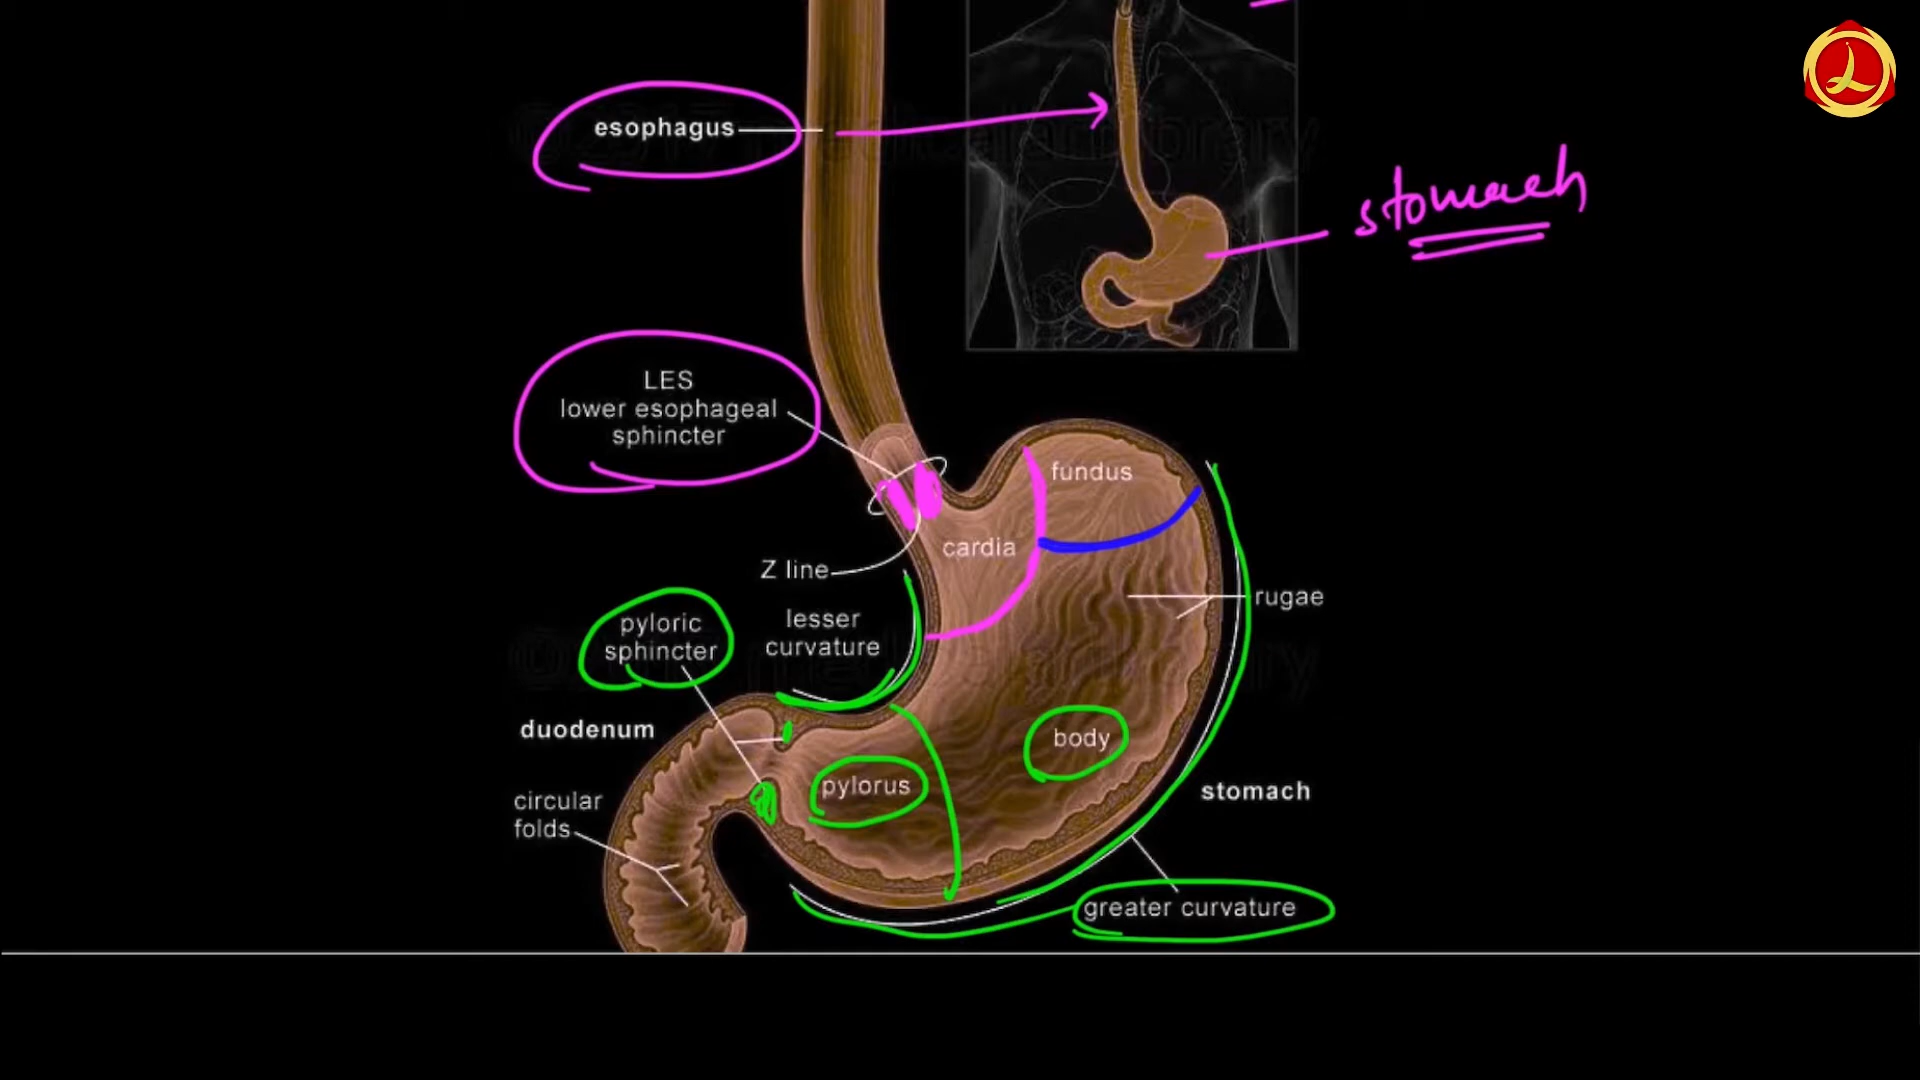 esophagus
stomach
LES
lower esophageal
sphincter
fundus
cardia
Z line
rugae
lesser
curvature
pyloric
sphincter
duodenum
body
pylorus
stomach
circular
folds
greater curvature